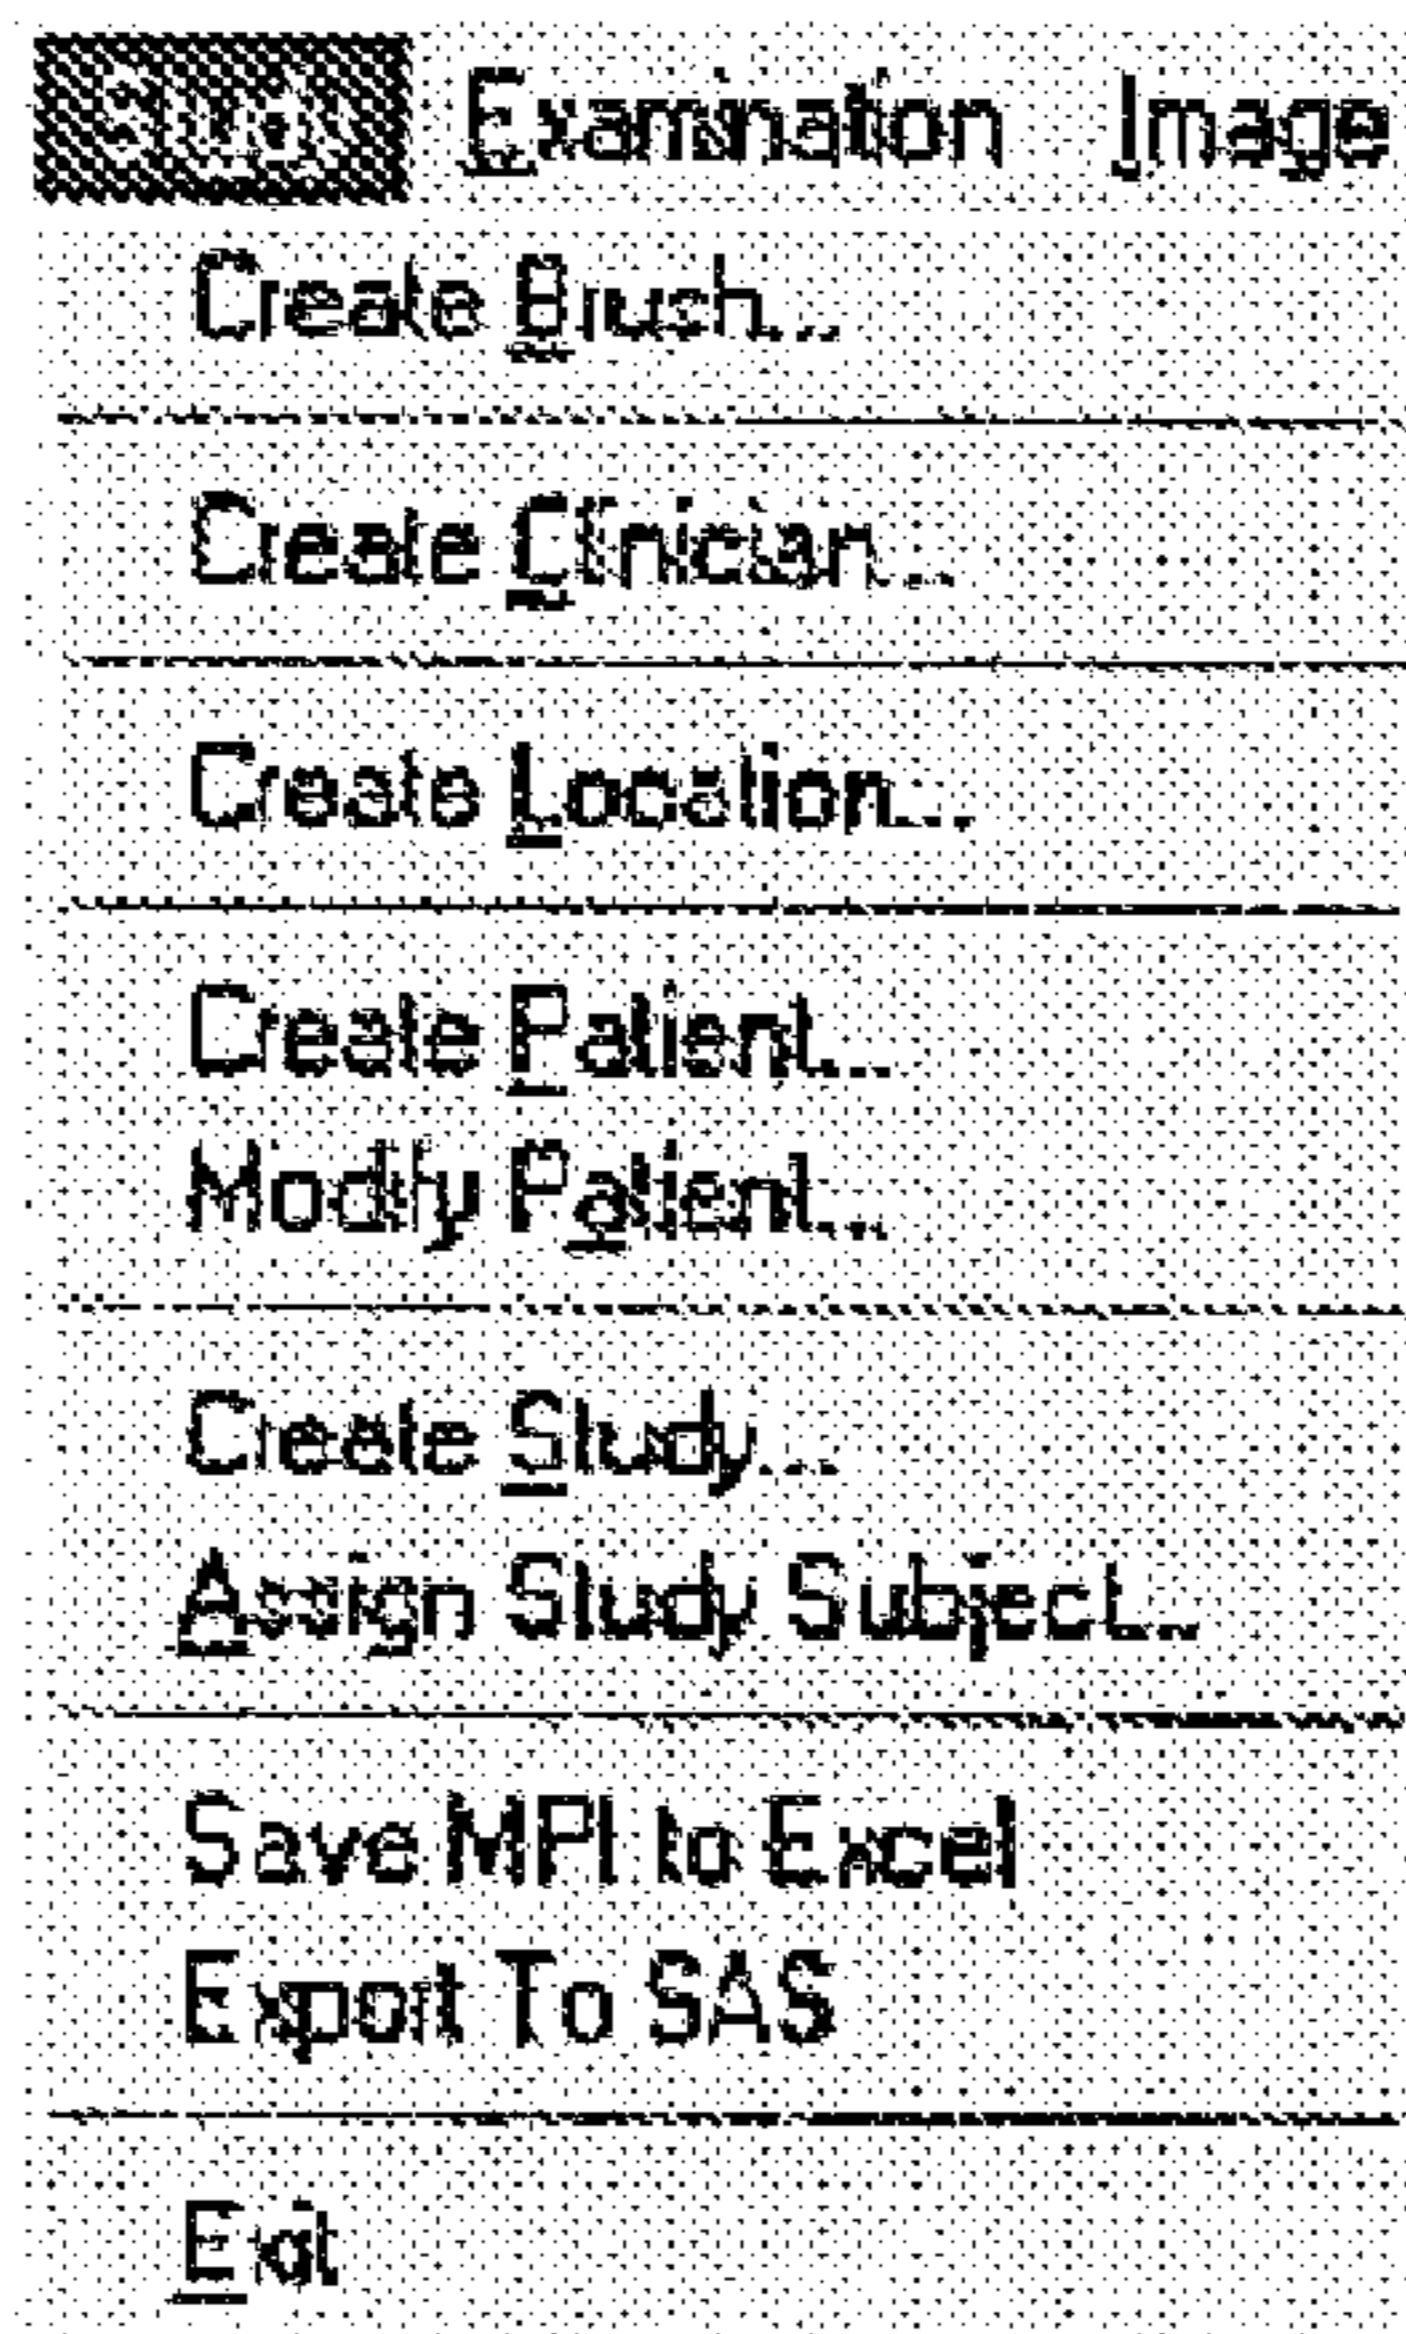 Study Examination Image
Create Brush...
Create Clinician...
Create Location...
Create Patient...
Modify Patient...
Create Study...
Assign Study Subject...
Save MPI to Excel
Export To SAS
Exit